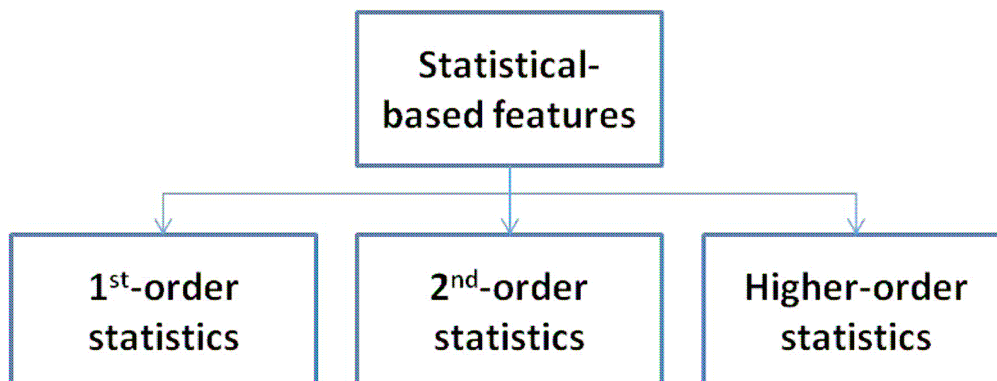 Statistical-
based features
1st-order
statistics
2nd-order
statistics
Higher-order
statistics